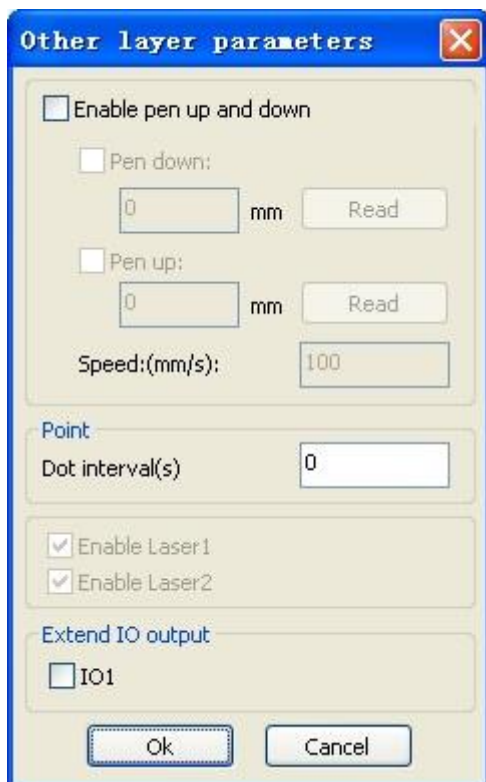 Other layer parameters
Enable pen up and down
Pen down:
0 mm Read
Pen up:
0 mm Read
Speed:(mm/s): 100
Point
Dot interval(s) 0
Enable Laser1
Enable Laser2
Extend IO output
IO1
Ok Cancel